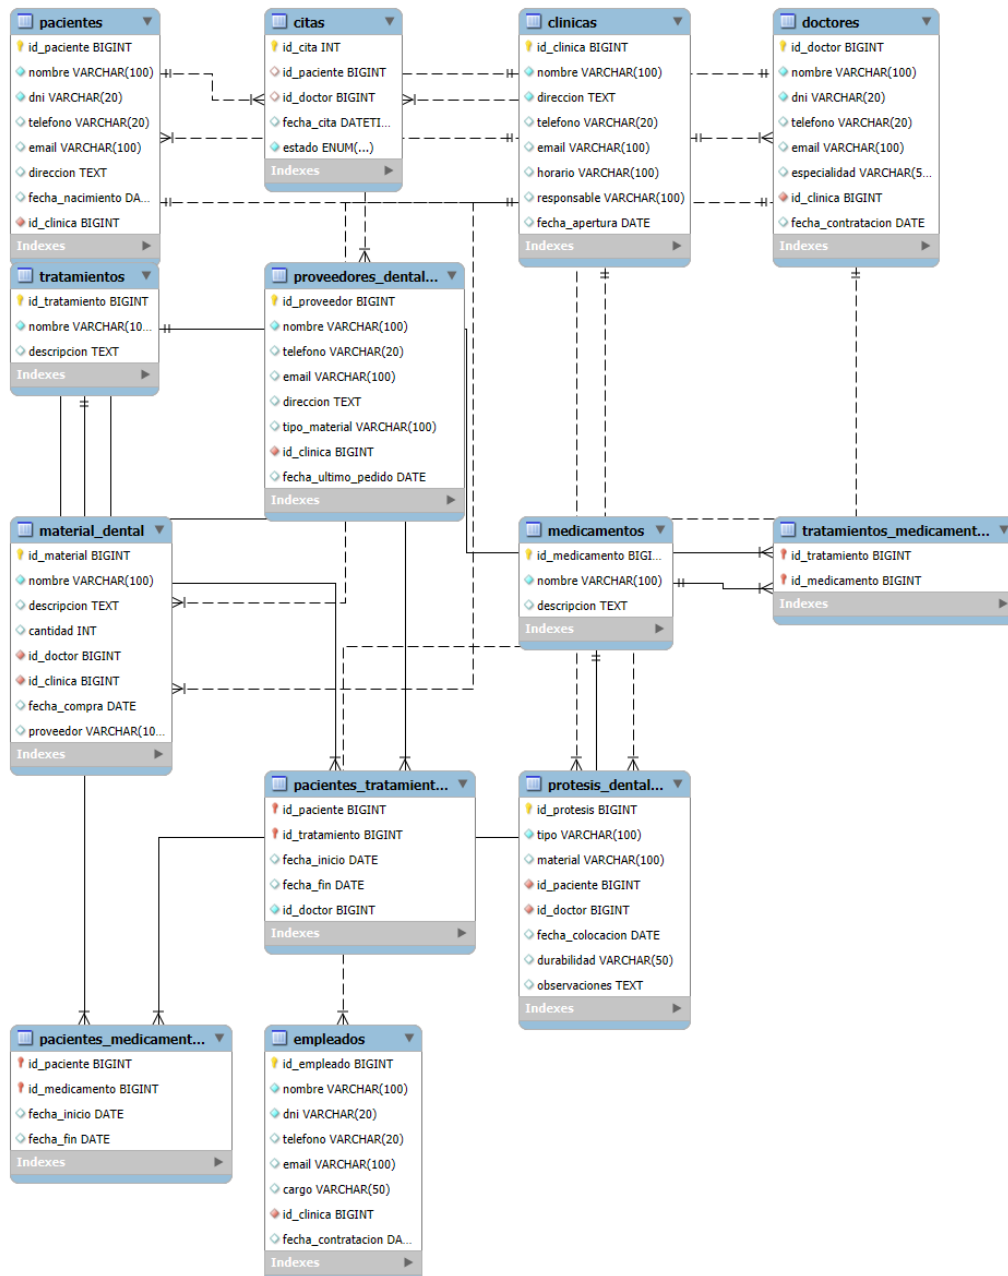 pacientes
id_paciente BIGINT
nombre VARCHAR(100)
dni VARCHAR(20)
telefono VARCHAR(20)
email VARCHAR(100)
direccion TEXT
fecha_nacimiento DA...
id_clinica BIGINT
Indexes
citas
id_cita INT
id_paciente BIGINT
id_doctor BIGINT
fecha_cita DATETI...
estado ENUM(...)
Indexes
clinicas
id_clinica BIGINT
nombre VARCHAR(100)
direccion TEXT
telefono VARCHAR(20)
email VARCHAR(100)
horario VARCHAR(100)
responsable VARCHAR(100)
fecha_apertura DATE
Indexes
doctores
id_doctor BIGINT
nombre VARCHAR(100)
dni VARCHAR(20)
telefono VARCHAR(20)
email VARCHAR(100)
especialidad VARCHAR(5...
id_clinica BIGINT
fecha_contratacion DATE
Indexes
tratamientos
id_tratamiento BIGINT
nombre VARCHAR(10...
descripcion TEXT
Indexes
proveedores_dental...
id_proveedor BIGINT
nombre VARCHAR(100)
telefono VARCHAR(20)
email VARCHAR(100)
direccion TEXT
tipo_material VARCHAR(100)
id_clinica BIGINT
fecha_ultimo_pedido DATE
Indexes
material_dental
id_material BIGINT
nombre VARCHAR(100)
descripcion TEXT
cantidad INT
id_doctor BIGINT
id_clinica BIGINT
fecha_compra DATE
proveedor VARCHAR(10...
Indexes
medicamentos
id_medicamento BIGI...
nombre VARCHAR(100)
descripcion TEXT
Indexes
tratamientos_medicament...
id_tratamiento BIGINT
id_medicamento BIGINT
Indexes
pacientes_tratamient...
id_paciente BIGINT
id_tratamiento BIGINT
fecha_inicio DATE
fecha_fin DATE
id_doctor BIGINT
Indexes
protesis_dental...
id_protesis BIGINT
tipo VARCHAR(100)
material VARCHAR(100)
id_paciente BIGINT
id_doctor BIGINT
fecha_colocacion DATE
durabilidad VARCHAR(50)
observaciones TEXT
Indexes
pacientes_medicament...
id_paciente BIGINT
id_medicamento BIGINT
fecha_inicio DATE
fecha_fin DATE
Indexes
empleados
id_empleado BIGINT
nombre VARCHAR(100)
dni VARCHAR(20)
telefono VARCHAR(20)
email VARCHAR(100)
cargo VARCHAR(50)
id_clinica BIGINT
fecha_contratacion DA...
Indexes